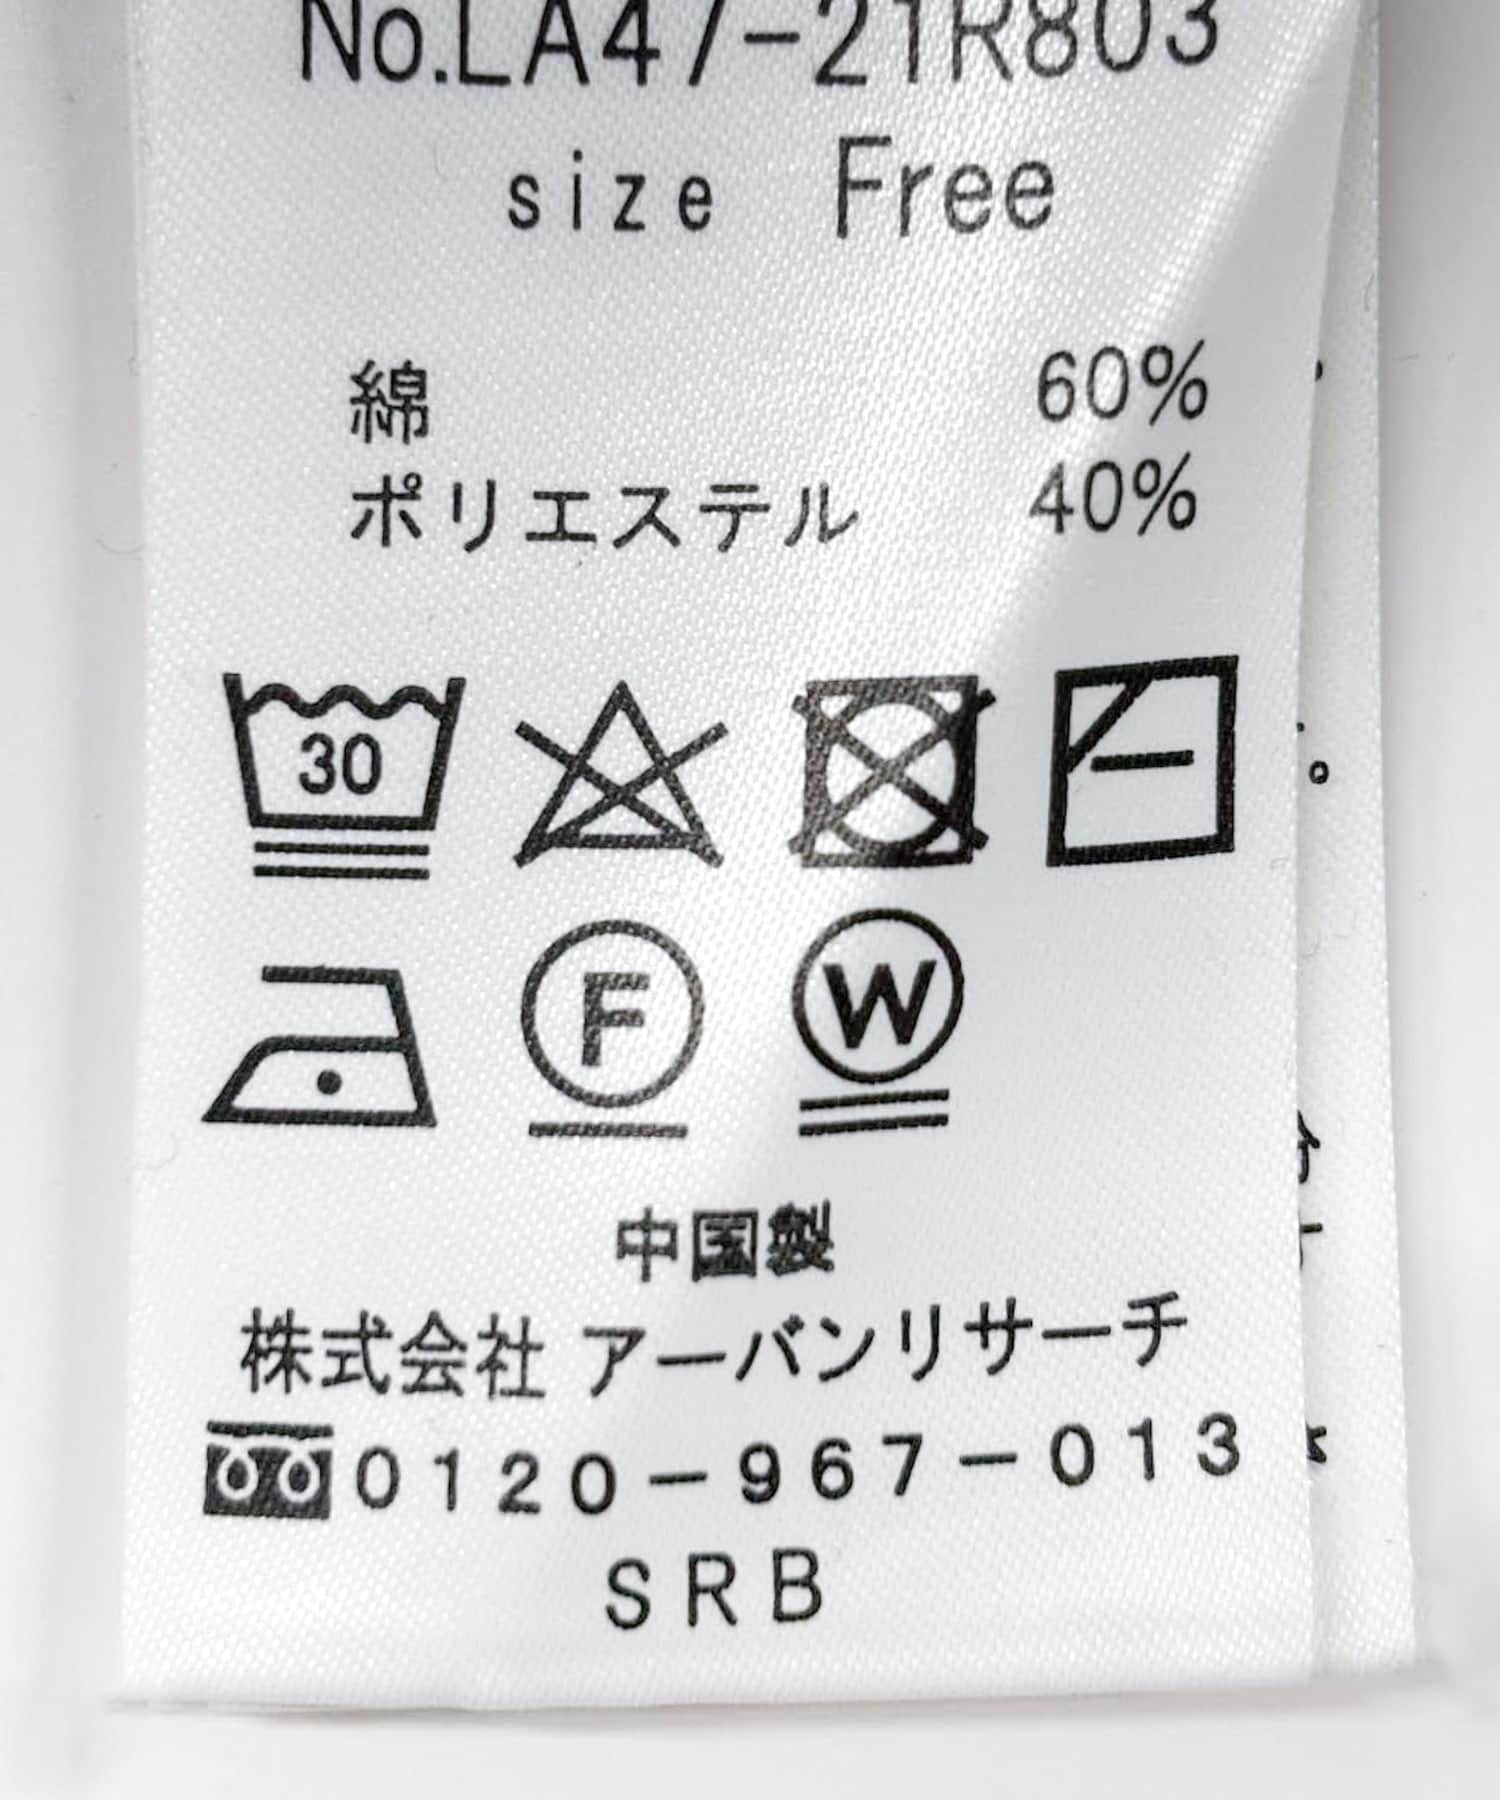 No.LA47-21R803
size Free
綿 60%
ポリエステル 40%
30
F W
中国製
株式会社 アーバンリサーチ
0120-967-013
SRB